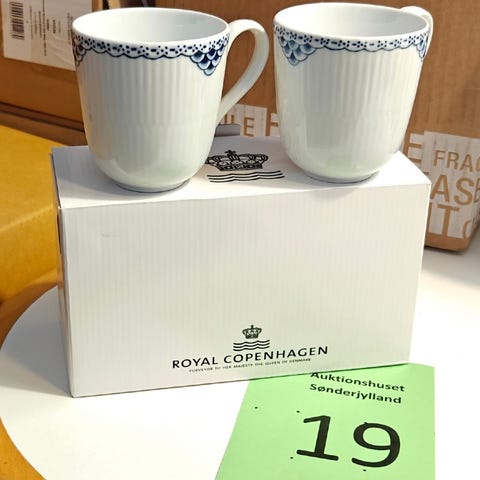 FRAG
ROYAL COPENHAGEN
PURVEYOR TO HER MAJESTY THE QUEEN OF DENMARK
Auktionshuset
Sønderjylland
19